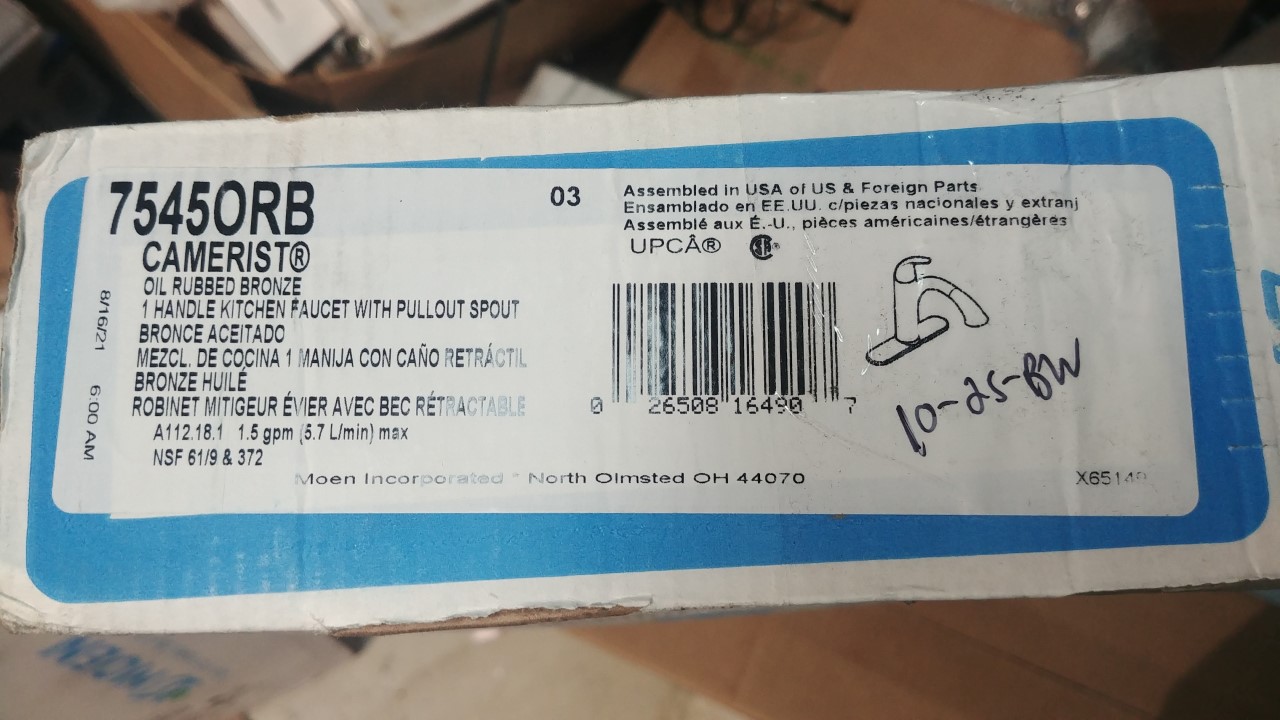 7545ORB
03
CAMERIST®
OIL RUBBED BRONZE
1 HANDLE KITCHEN FAUCET WITH PULLOUT SPOUT
BRONCE ACEITADO
MEZCL. DE COCINA 1 MANIJA CON CAÑO RETRÁCTIL
BRONZE HUILÉ
ROBINET MITIGEUR ÉVIER AVEC BEC RÉTRACTABLE
A112.18.1 1.5 gpm (5.7 L/min) max
NSF 61/9 & 372
8/16/21 6:00 AM
Assembled in USA of US & Foreign Parts
Ensamblado en EE.UU. c/piezas nacionales y extranj
Assemblé aux É.-U., pièces américaines/étrangères
UPCÂ®
0 26508 16490 7
10-25-BW
Moen Incorporated * North Olmsted OH 44070
MOEN